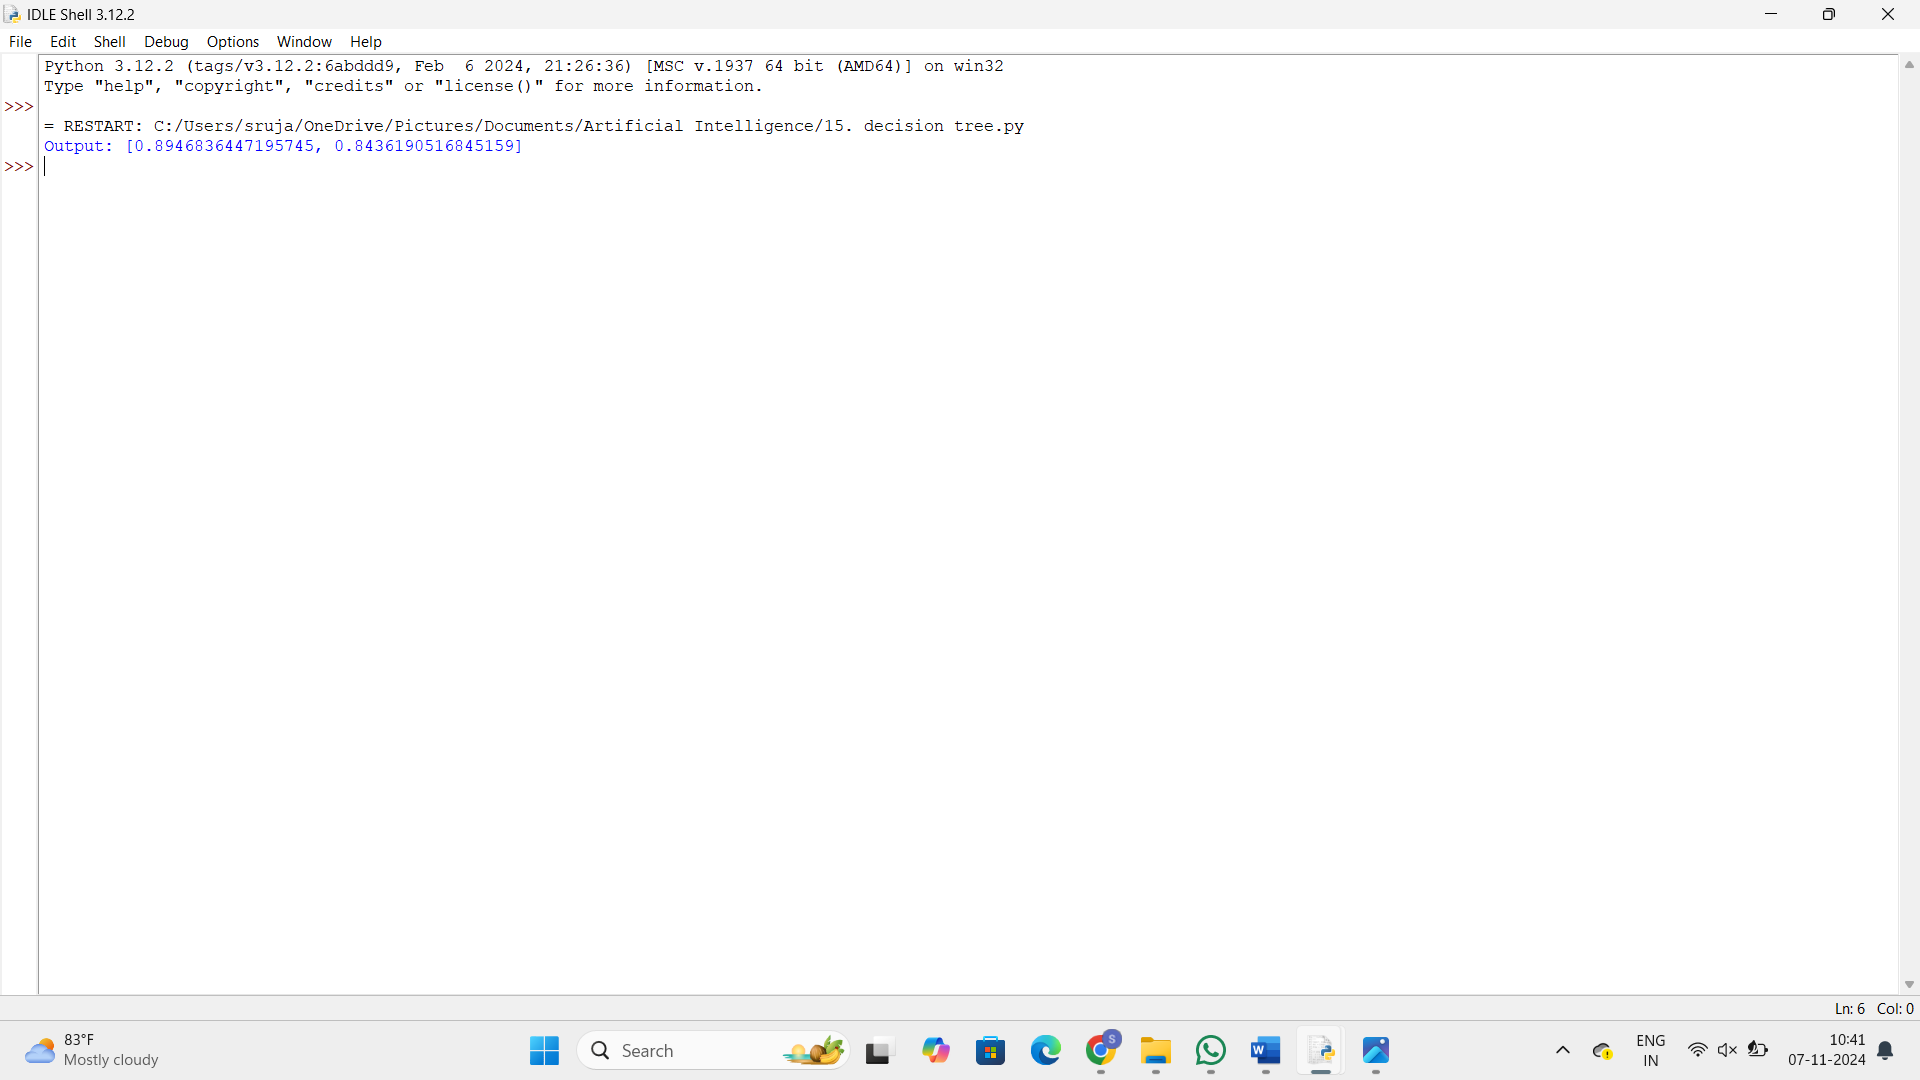 IDLE Shell 3.12.2
File Edit Shell Debug Options Window Help
Python 3.12.2 (tags/v3.12.2:6abddd9, Feb  6 2024, 21:26:36) [MSC v.1937 64 bit (AMD64)] on win32
Type "help", "copyright", "credits" or "license()" for more information.
>>>
= RESTART: C:/Users/sruja/OneDrive/Pictures/Documents/Artificial Intelligence/15. decision tree.py
Output: [0.8946836447195745, 0.8436190516845159]
>>>
Ln: 6 Col: 0
83°F
Mostly cloudy
Search
S
W
ENG
IN
10:41
07-11-2024